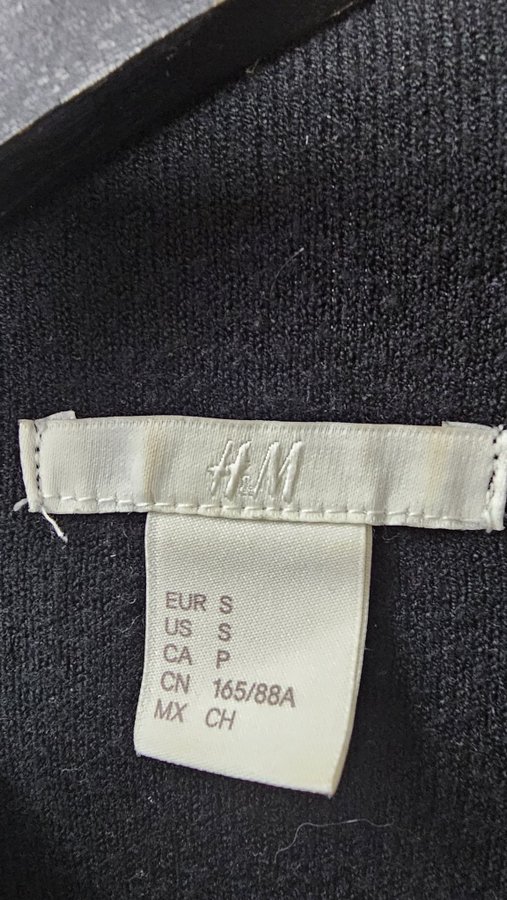 H&M
EUR S
US S
CA P
CN 165/88A
MX CH